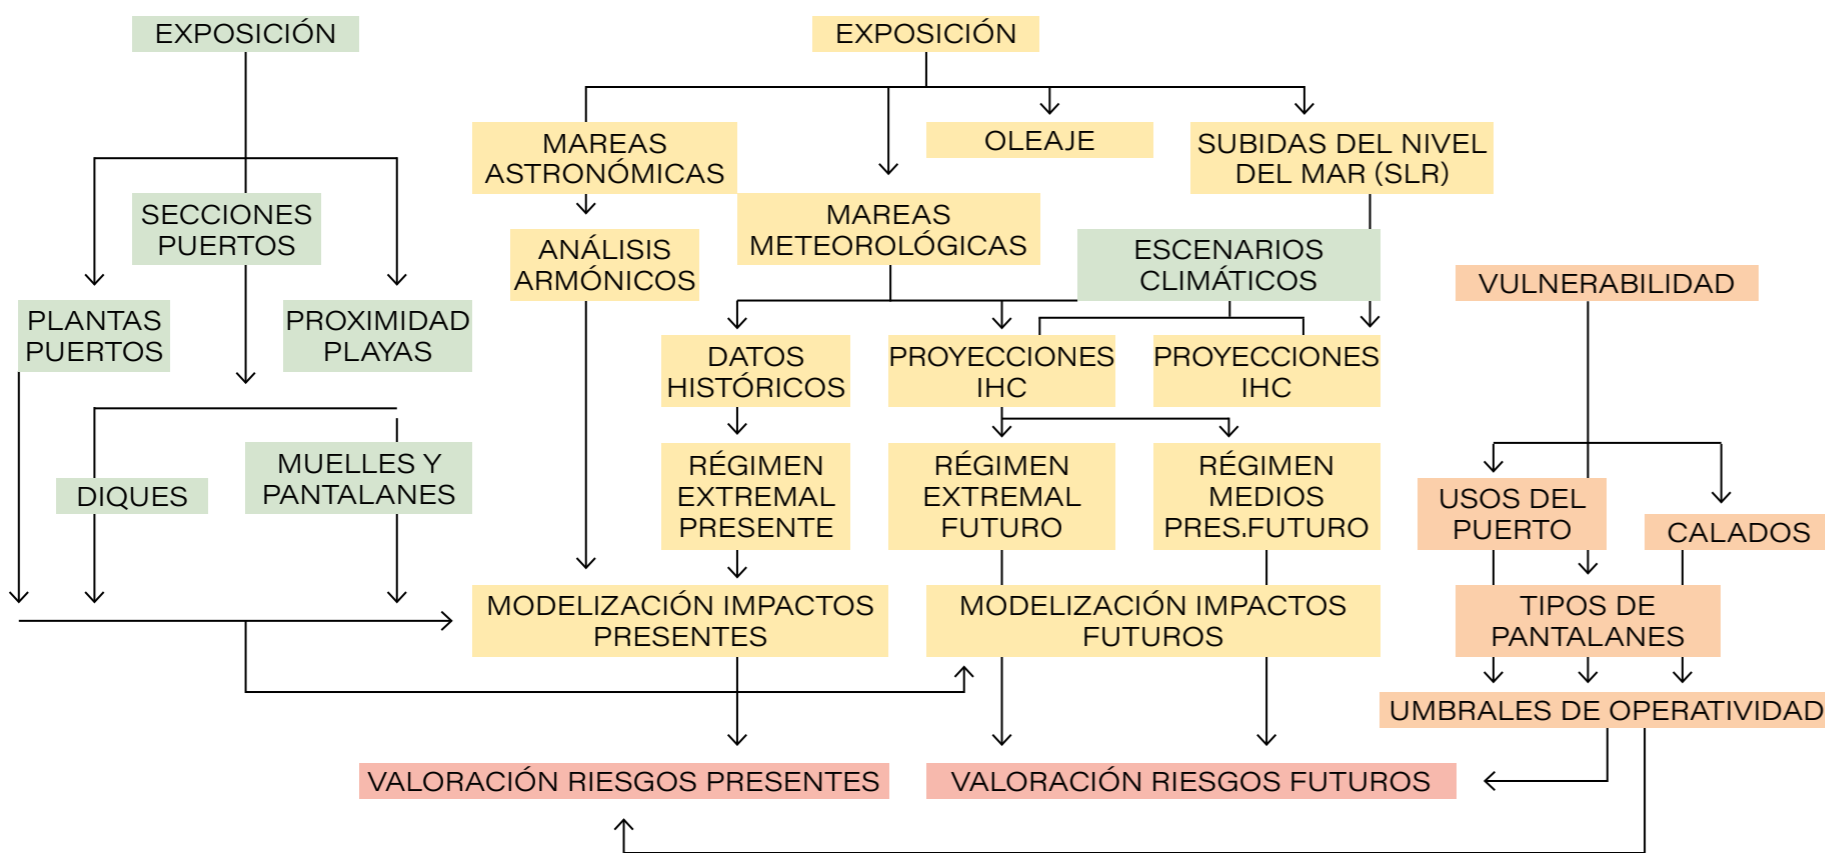 EXPOSICIÓN
EXPOSICIÓN
MAREAS
ASTRONÓMICAS
OLEAJE
SUBIDAS DEL NIVEL
DEL MAR (SLR)
SECCIONES
PUERTOS
MAREAS
METEOROLÓGICAS
ANÁLISIS
ARMÓNICOS
ESCENARIOS
CLIMÁTICOS
VULNERABILIDAD
PLANTAS
PUERTOS
PROXIMIDAD
PLAYAS
DATOS
HISTÓRICOS
PROYECCIONES
IHC
PROYECCIONES
IHC
DIQUES
MUELLES Y
PANTALANES
RÉGIMEN
EXTREMAL
PRESENTE
RÉGIMEN
EXTREMAL
FUTURO
RÉGIMEN
MEDIOS
PRES.FUTURO
USOS DEL
PUERTO
CALADOS
MODELIZACIÓN IMPACTOS
PRESENTES
MODELIZACIÓN IMPACTOS
FUTUROS
TIPOS DE
PANTALANES
UMBRALES DE OPERATIVIDAD
VALORACIÓN RIESGOS PRESENTES
VALORACIÓN RIESGOS FUTUROS